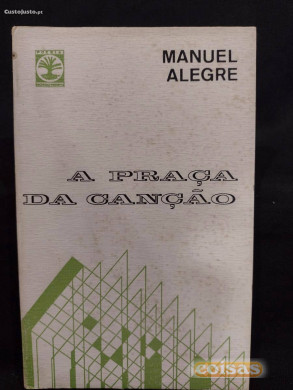 CustoJusto.pt
MANUEL
ALEGRE
A PRAÇA
DA CANÇÃO
coisas